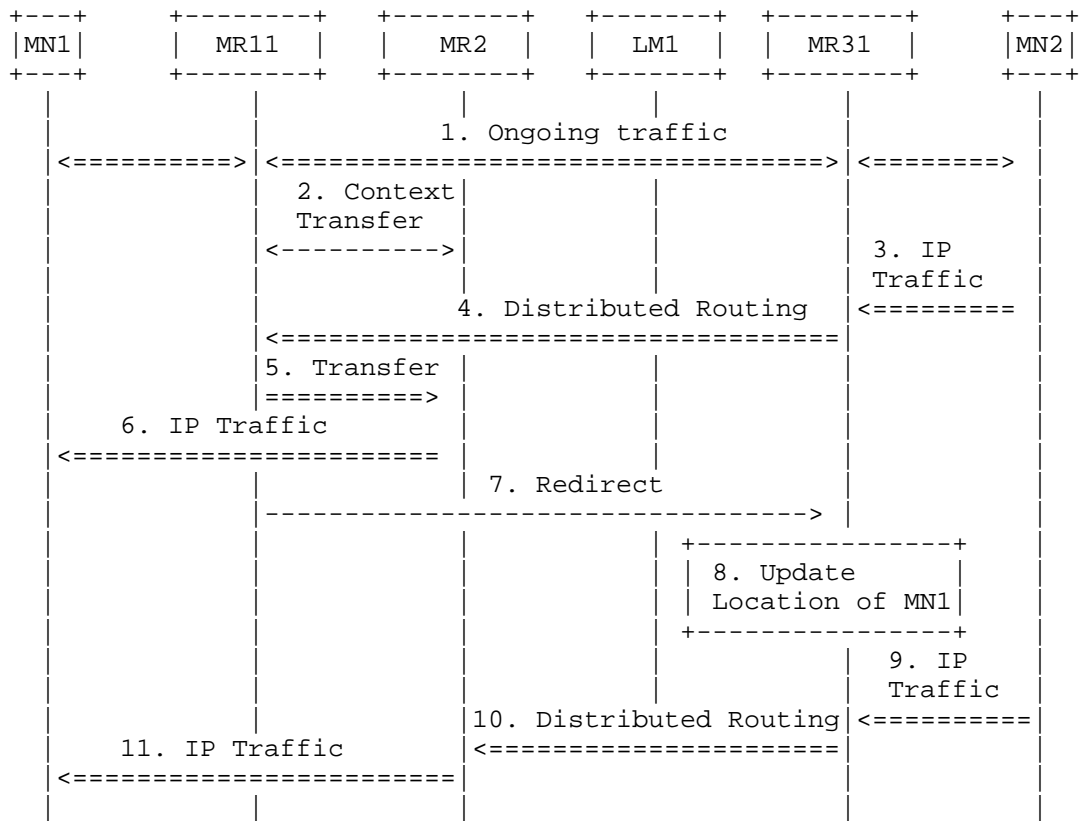 MN1 MR11 MR2 LM1 MR31 MN2
1. Ongoing traffic
2. Context
Transfer
3. IP
Traffic
4. Distributed Routing
5. Transfer
6. IP Traffic
7. Redirect
8. Update
Location of MN1
9. IP
Traffic
10. Distributed Routing
11. IP Traffic